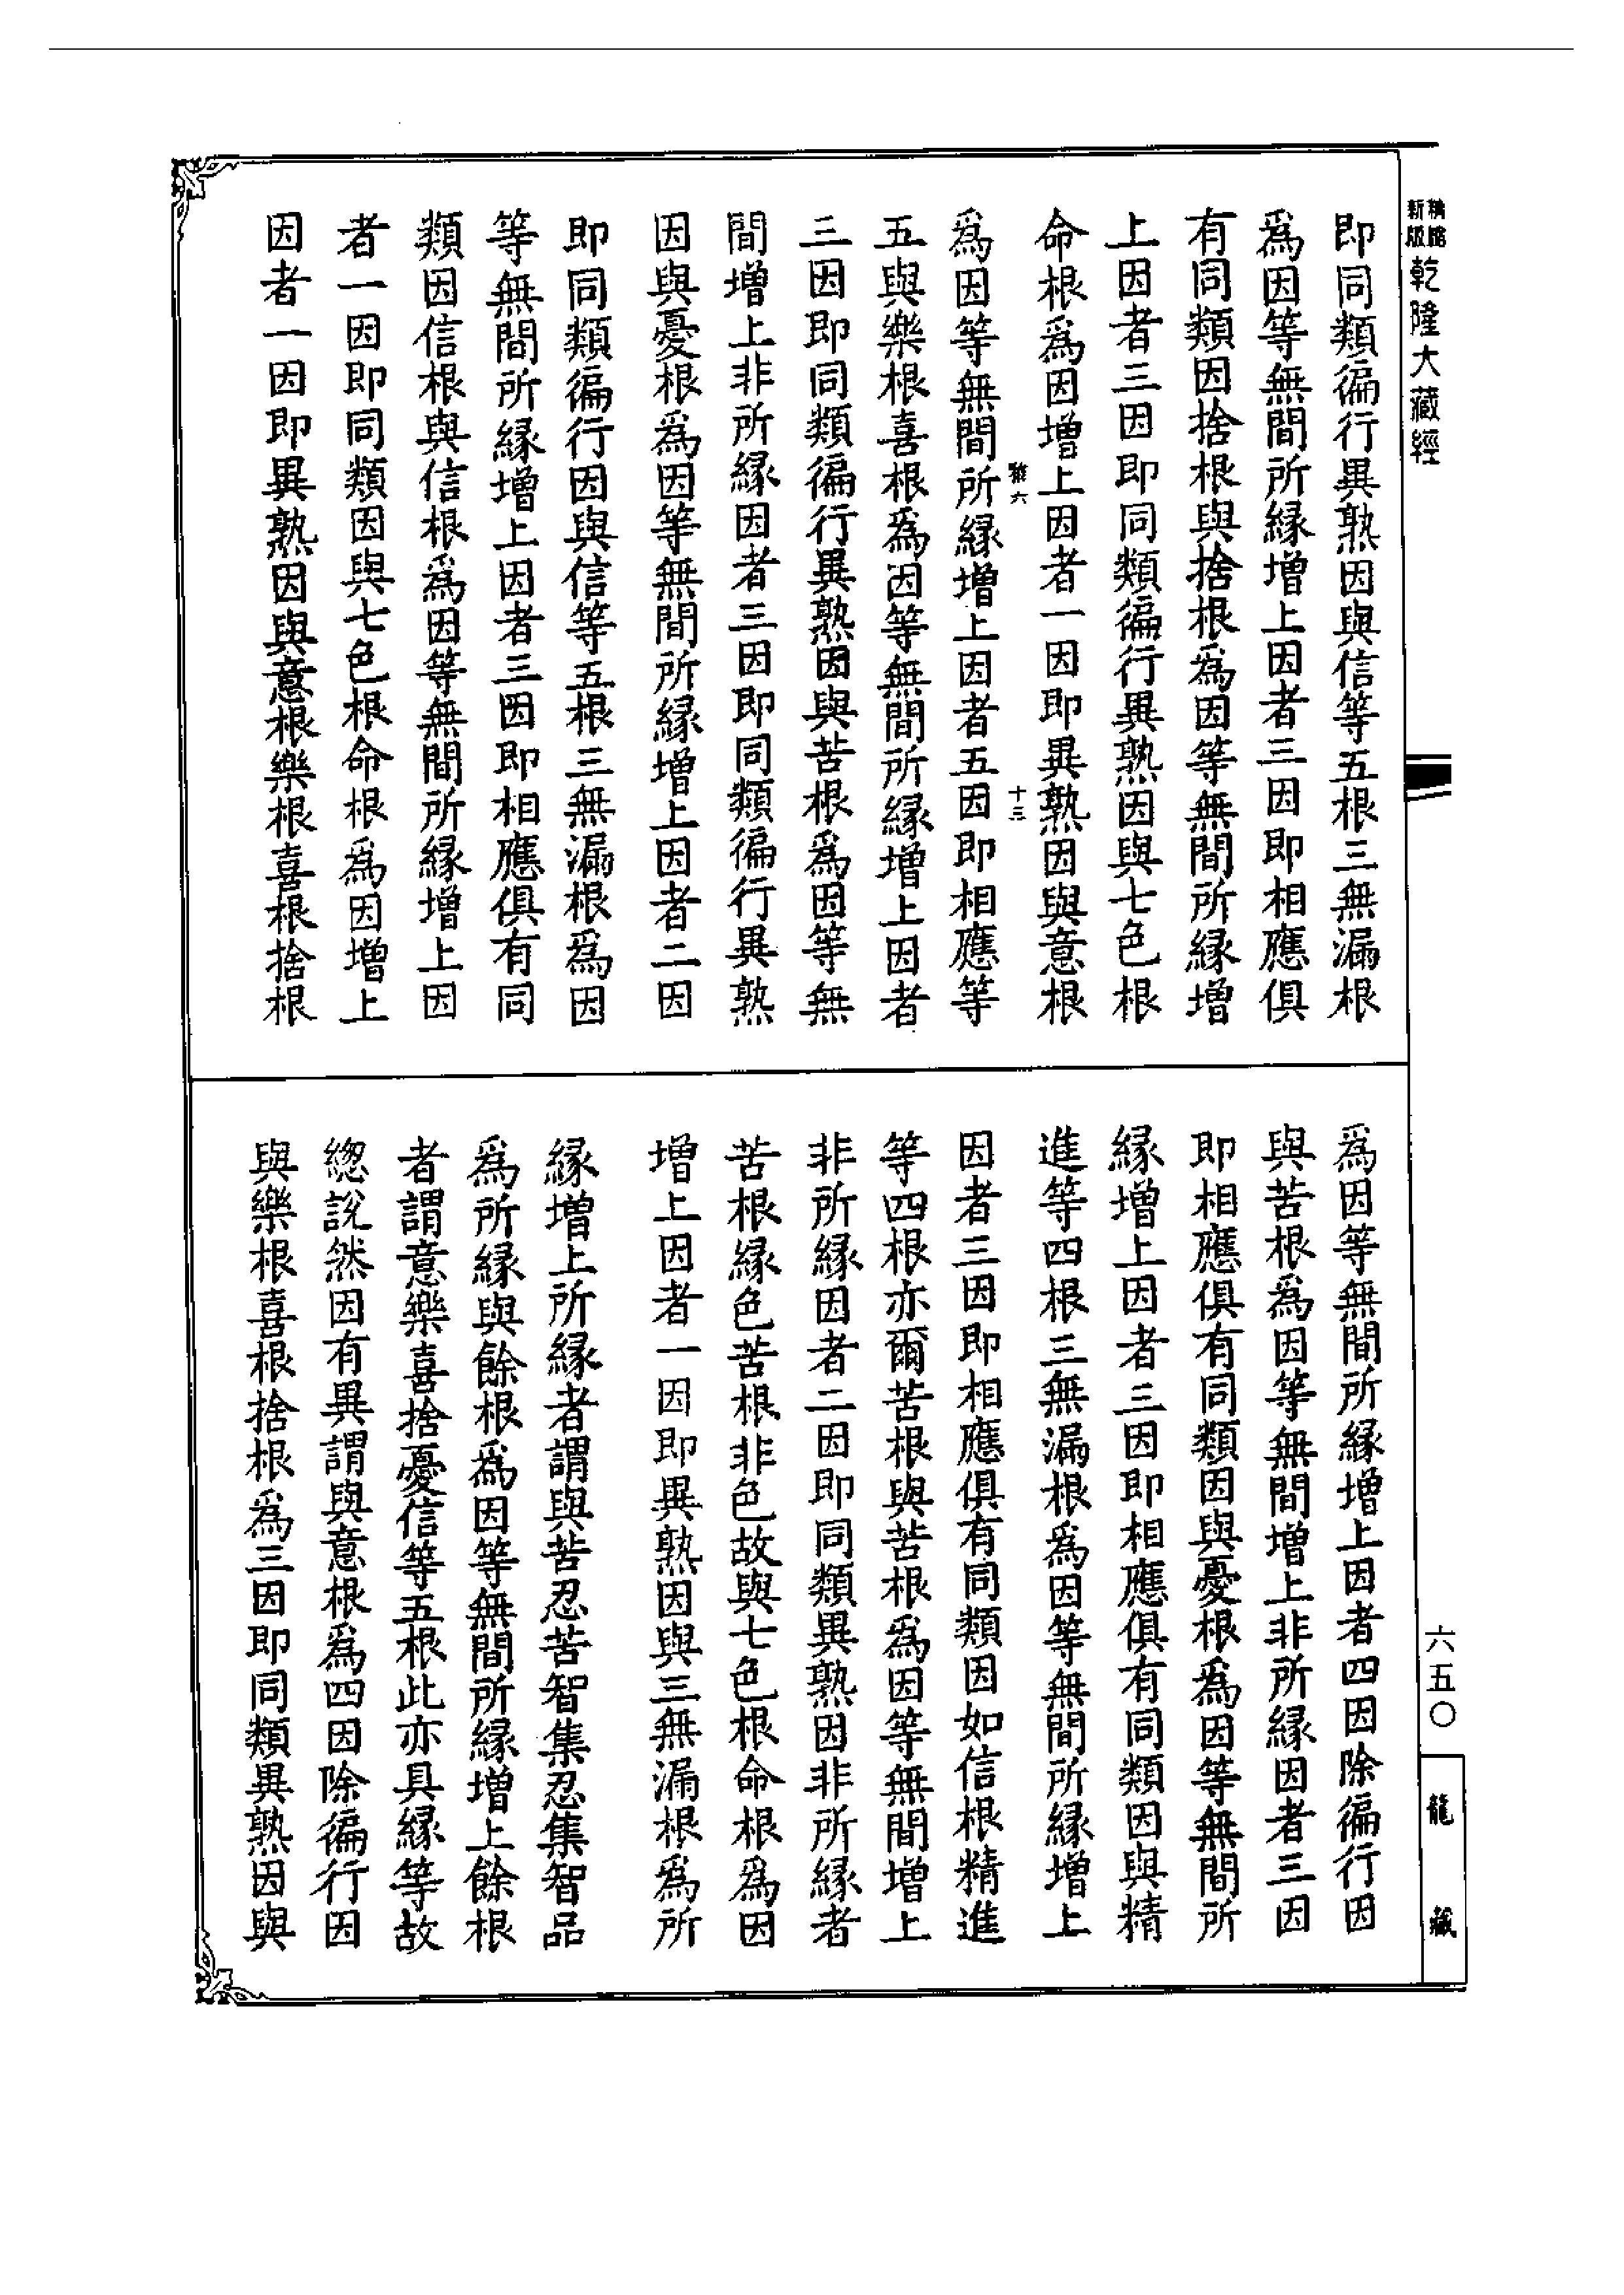 新版
精縮
乾隆大藏經
即同類徧行異熟因與信等五根三無漏根
爲因等無間所緣增上因者三因即相應俱
有同類因捨根與捨根爲因等無間所緣增
上因者三因即同類徧行異熟因與七色根
命根爲因增上因者一因即異熟因與意根
雅六
十三
爲因等無間所緣增上因者五因即相應等
五與樂根喜根爲因等無間所緣增上因者
三因即同類徧行異熟因與苦根爲因等無
間增上非所緣因者三因即同類徧行異熟
因與憂根爲因等無間所緣增上因者二因
即同類徧行因與信等五根三無漏根爲因
等無間所緣增上因者三因即相應俱有同
類因信根與信根爲因等無間所緣增上因
者一因即同類因與七色根命根爲因增上
因者一因即異熟因與意根樂根喜根捨根
爲因等無間所緣增上因者四因除徧行因
與苦根爲因等無間增上非所緣因者三因
即相應俱有同類因與憂根爲因等無間所
緣增上因者三因即相應俱有同類因與精
進等四根三無漏根爲因等無間所緣增上
因者三因即相應俱有同類因如信根精進
等四根亦爾苦根與苦根爲因等無間增上
非所緣因者二因即同類異熟因非所緣者
苦根緣色苦根非色故與七色根命根爲因
增上因者一因即異熟因與三無漏根爲所
緣增上所緣者謂與苦忍苦智集忍集智品
爲所緣與餘根爲因等無間所緣增上餘根
者謂意樂喜捨憂信等五根此亦具緣等故
緫說然因有異謂與意根爲四因除徧行因
與樂根喜根捨根爲三因即同類異熟因與
六五〇
龍藏